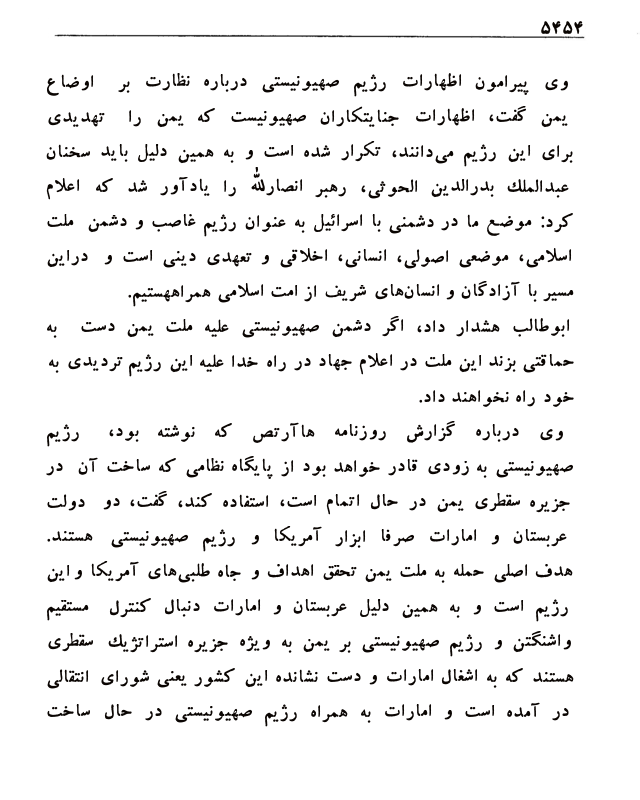 ۵۴۵۴
وی پیرامون اظهارات رژیم صهیونیستی درباره نظارت بر اوضاع
یمن گفت، اظهارات جنایتکاران صهیونیست که یمن را تهدیدی
برای این رژیم می‌دانند، تکرار شده است و به همین دلیل باید سخنان
عبدالملك بدرالدین الحوثی، رهبر انصارلله را یادآور شد که اعلام
کرد: موضع ما در دشمنی با اسرائیل به عنوان رژیم غاصب و دشمن ملت
اسلامی، موضعی اصولی، انسانی، اخلاقی و تعهدی دینی است و دراین
مسیر با آزادگان و انسان‌های شریف از امت اسلامی همراههستیم.
ابوطالب هشدار داد، اگر دشمن صهیونیستی علیه ملت یمن دست به
حماقتی بزند این ملت در اعلام جهاد در راه خدا علیه این رژیم تردیدی به
خود راه نخواهند داد.
وی درباره گزارش روزنامه هاآرتص که نوشته بود، رژیم
صهیونیستی به زودی قادر خواهد بود از پایگاه نظامی که ساخت آن در
جزیره سقطری یمن در حال اتمام است، استفاده کند، گفت، دو دولت
عربستان و امارات صرفا ابزار آمریکا و رژیم صهیونیستی هستند.
هدف اصلی حمله به ملت یمن تحقق اهداف و جاه طلبی‌های آمریکا و این
رژیم است و به همین دلیل عربستان و امارات دنبال کنترل مستقیم
واشنگتن و رژیم صهیونیستی بر یمن به ویژه جزیره استراتژیك سقطری
هستند که به اشغال امارات و دست نشانده این کشور یعنی شورای انتقالی
در آمده است و امارات به همراه رژیم صهیونیستی در حال ساخت